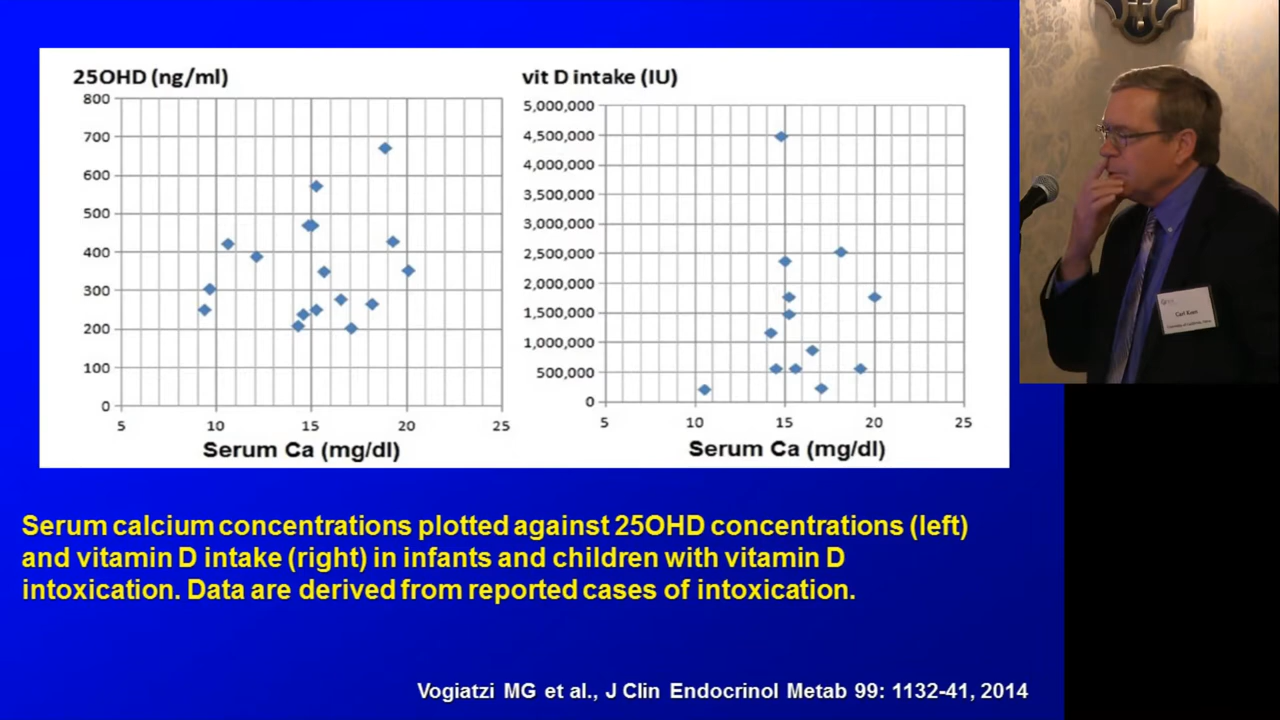 25OHD (ng/ml)
800
700
600
500
400
300
200
100
0
5 10 15 20 25
Serum Ca (mg/dl)
vit D intake (IU)
5,000,000
4,500,000
4,000,000
3,500,000
3,000,000
2,500,000
2,000,000
1,500,000
1,000,000
500,000
0
5 10 15 20 25
Serum Ca (mg/dl)
Serum calcium concentrations plotted against 25OHD concentrations (left)
and vitamin D intake (right) in infants and children with vitamin D
intoxication. Data are derived from reported cases of intoxication.
Vogiatzi MG et al., J Clin Endocrinol Metab 99: 1132-41, 2014